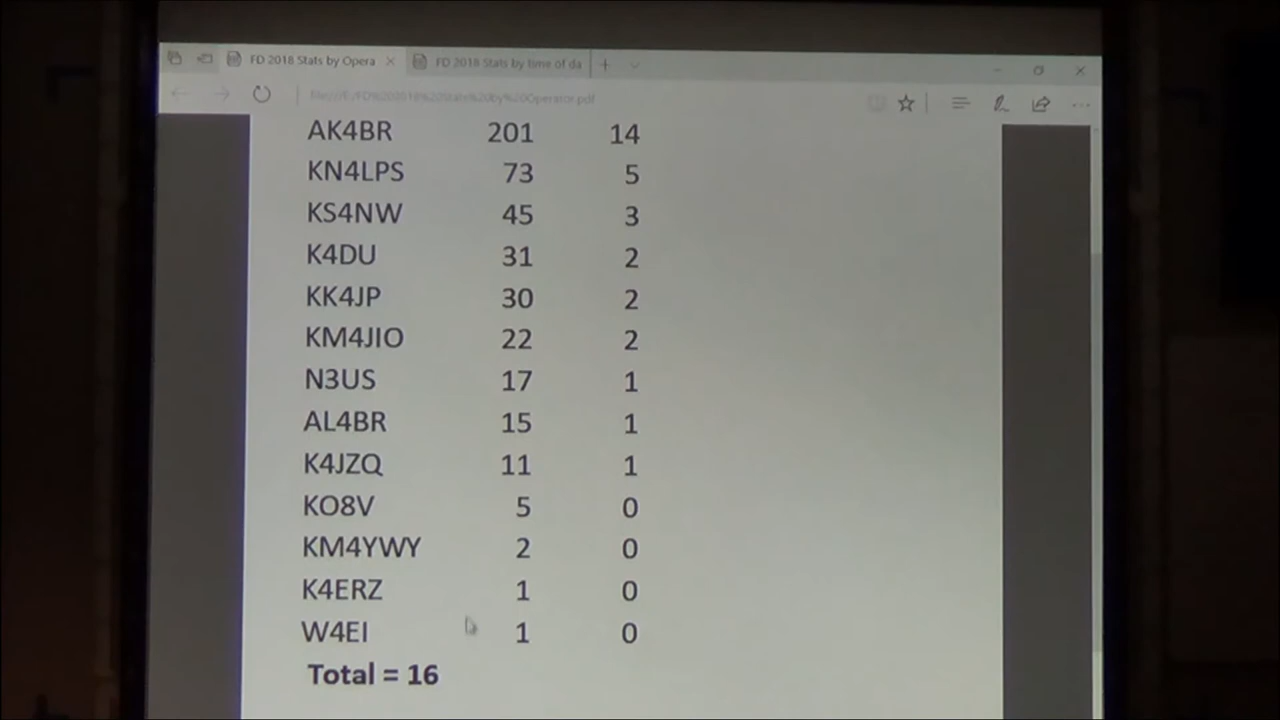 FD 2018 Stats by Opera
FD 2018 Stats by time of da
AK4BR 201 14
KN4LPS 73 5
KS4NW 45 3
K4DU 31 2
KK4JP 30 2
KM4JIO 22 2
N3US 17 1
AL4BR 15 1
K4JZQ 11 1
KO8V 5 0
KM4YWY 2 0
K4ERZ 1 0
W4EI 1 0
Total = 16